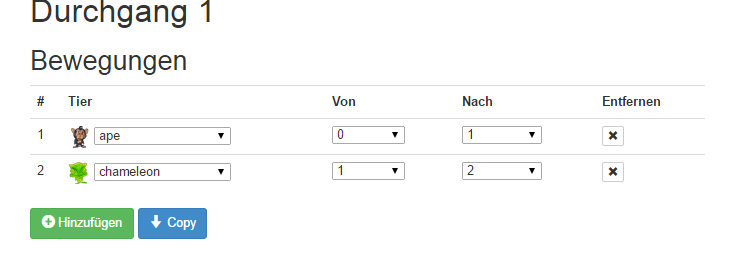 Durchgang 1
Bewegungen
# Tier Von Nach Entfernen
1 ape 0 1
2 chameleon 1 2
Hinzufügen Copy